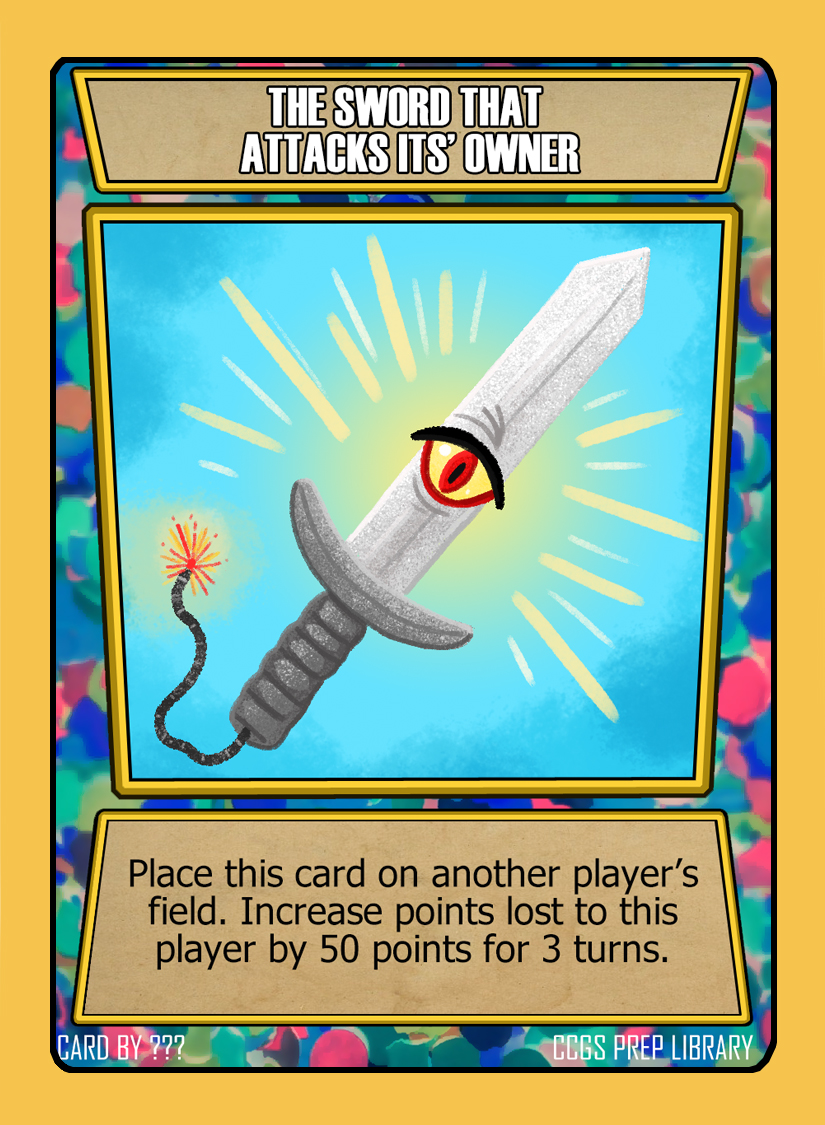 THE SWORD THAT
ATTACKS ITS' OWNER
Place this card on another player's
field. Increase points lost to this
player by 50 points for 3 turns.
CARD BY ???
CCGS PREP LIBRARY